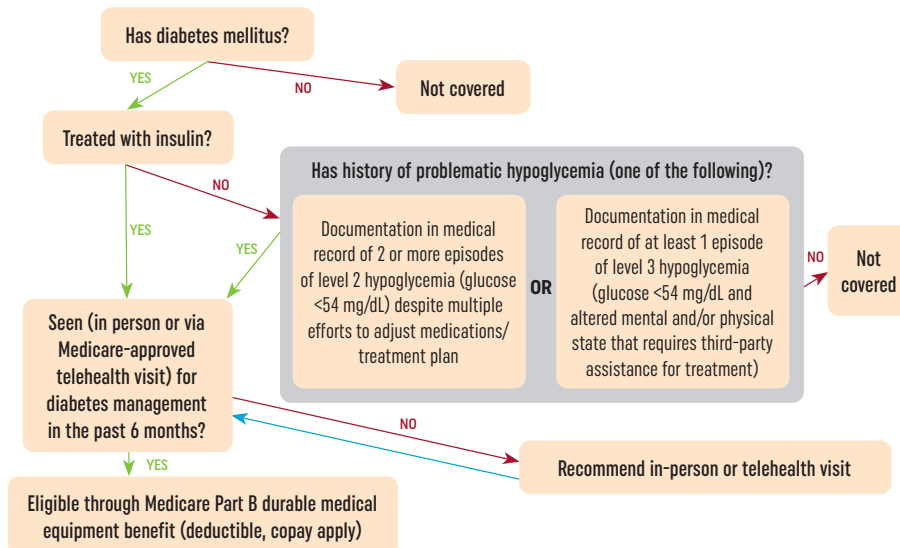 Has diabetes mellitus?
YES
NO
Not covered
Treated with insulin?
NO
YES
Has history of problematic hypoglycemia (one of the following)?
YES
Documentation in medical
record of 2 or more episodes
of level 2 hypoglycemia (glucose
<54 mg/dL) despite multiple
efforts to adjust medications/
treatment plan
OR
Documentation in medical
record of at least 1 episode
of level 3 hypoglycemia
(glucose <54 mg/dL and
altered mental and/or physical
state that requires third-party
assistance for treatment)
NO
Not
covered
Seen (in person or via
Medicare-approved
telehealth visit) for
diabetes management
in the past 6 months?
NO
Recommend in-person or telehealth visit
YES
Eligible through Medicare Part B durable medical
equipment benefit (deductible, copay apply)